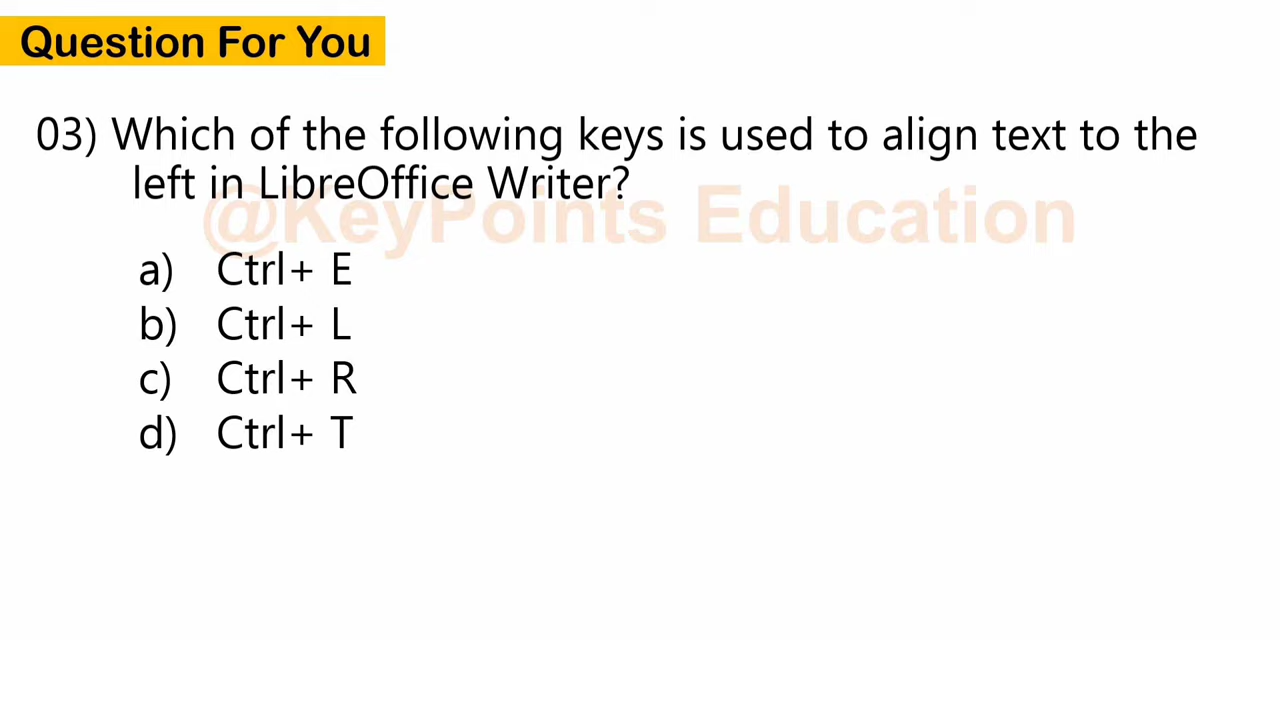 Question For You
03) Which of the following keys is used to align text to the
left in LibreOffice Writer?
@KeyPoints Education
a) Ctrl+ E
b) Ctrl+ L
c) Ctrl+ R
d) Ctrl+ T